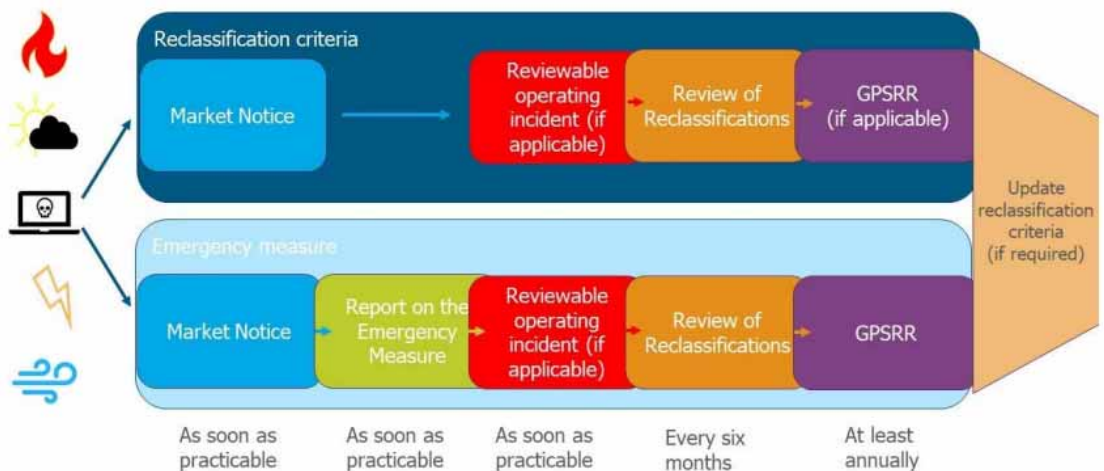 Reclassification criteria
Market Notice
Reviewable
operating
incident (if
applicable)
Review of
Reclassifications
GPSRR
(if applicable)
Update
reclassification
criteria
(if required)
Emergency measure
Market Notice
Report on the
Emergency
Measure
Reviewable
operating
incident (if
applicable)
Review of
Reclassifications
GPSRR
As soon as
practicable
As soon as
practicable
As soon as
practicable
Every six
months
At least
annually